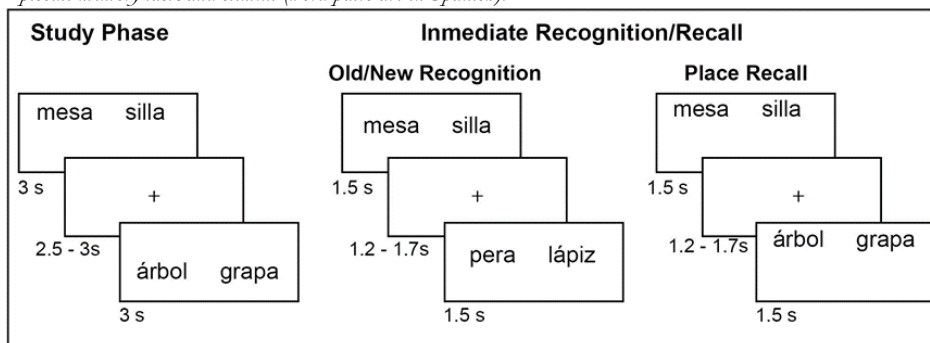 Study Phase
Inmediate Recognition/Recall
Old/New Recognition
Place Recall
mesa silla
3 s
+
2.5 - 3s
árbol grapa
3 s
mesa silla
1.5 s
+
1.2 - 1.7s
pera lápiz
1.5 s
mesa silla
1.5 s
+
1.2 - 1.7s
árbol grapa
1.5 s